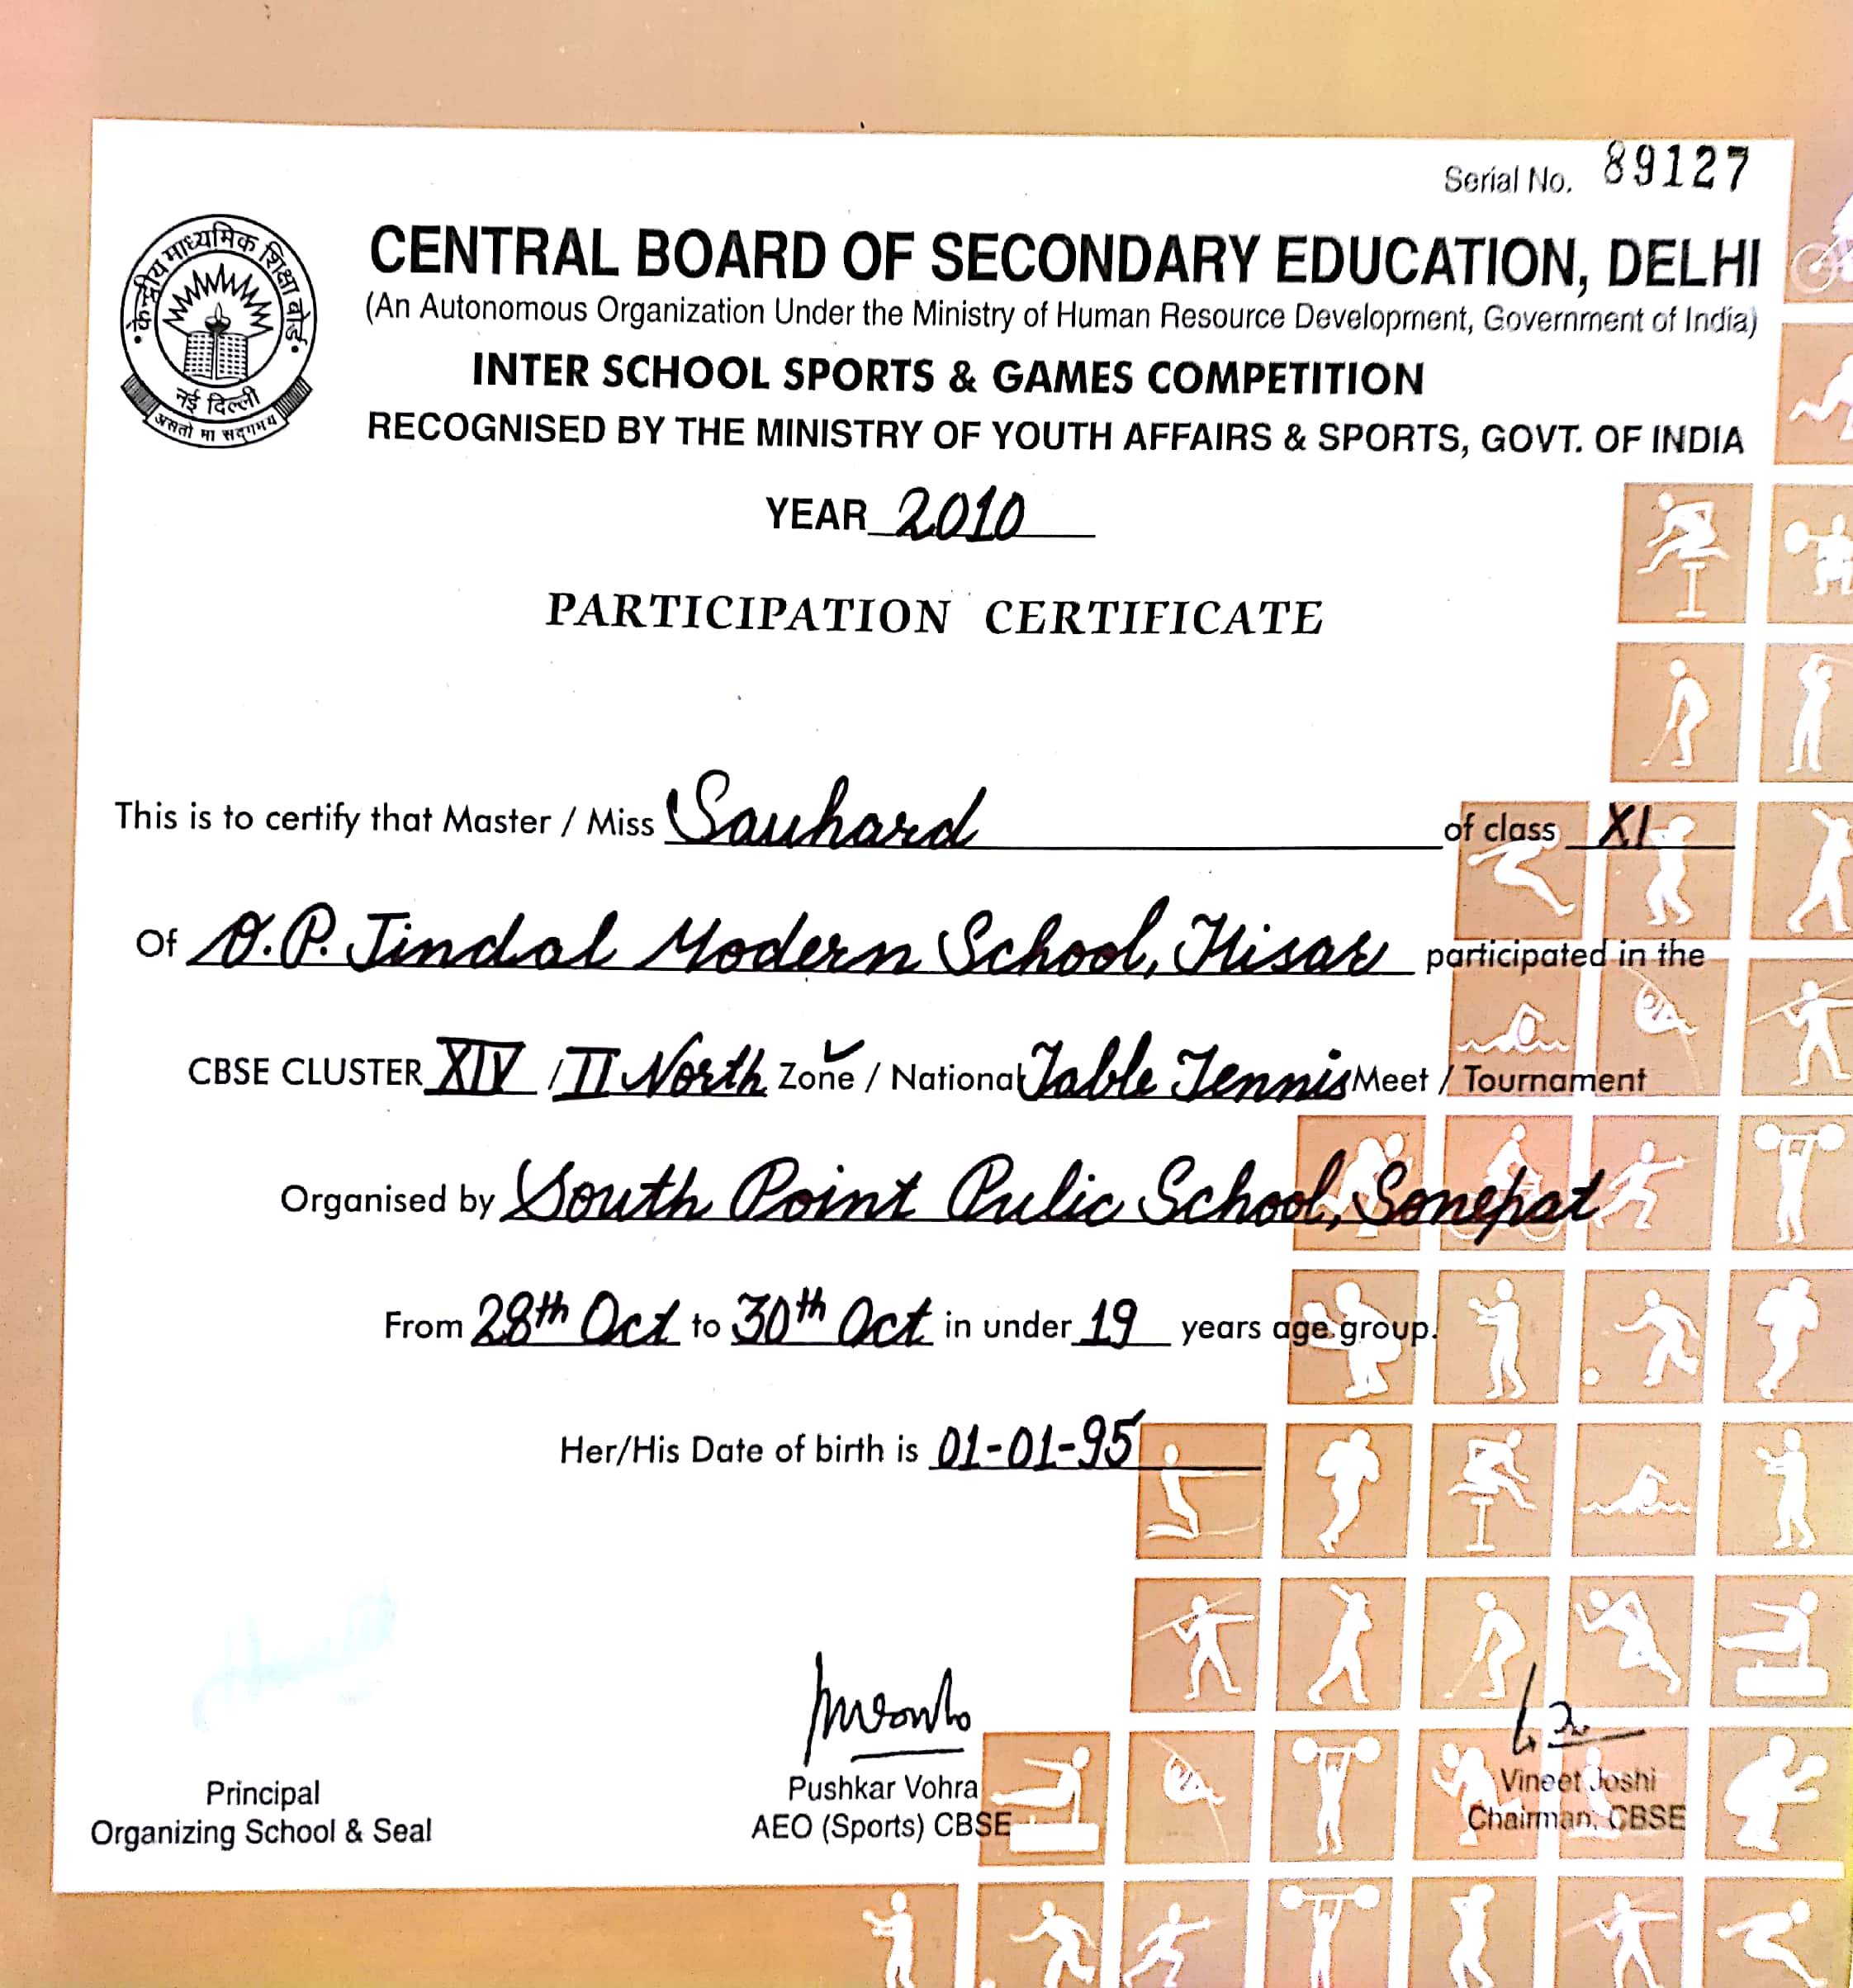 Serial No. 89127
केन्द्रीय माध्यमिक शिक्षा बोर्ड
नई दिल्ली
असतो मा सद्गमय
CENTRAL BOARD OF SECONDARY EDUCATION, DELHI
(An Autonomous Organization Under the Ministry of Human Resource Development, Government of India)
INTER SCHOOL SPORTS & GAMES COMPETITION
RECOGNISED BY THE MINISTRY OF YOUTH AFFAIRS & SPORTS, GOVT. OF INDIA
YEAR 2010
PARTICIPATION CERTIFICATE
This is to certify that Master / Miss Sauhard of class XI
Of O.P. Jindal Modern School, Hisar participated in the
CBSE CLUSTER XIV / II North Zone / National Table Tennis Meet / Tournament
Organised by South Point Pulic School, Sonepat
From 28th Oct to 30th Oct in under 19 years age group.
Her/His Date of birth is 01-01-95
Principal
Organizing School & Seal
Pushkar Vohra
AEO (Sports) CBSE
Vineet Joshi
Chairman, CBSE